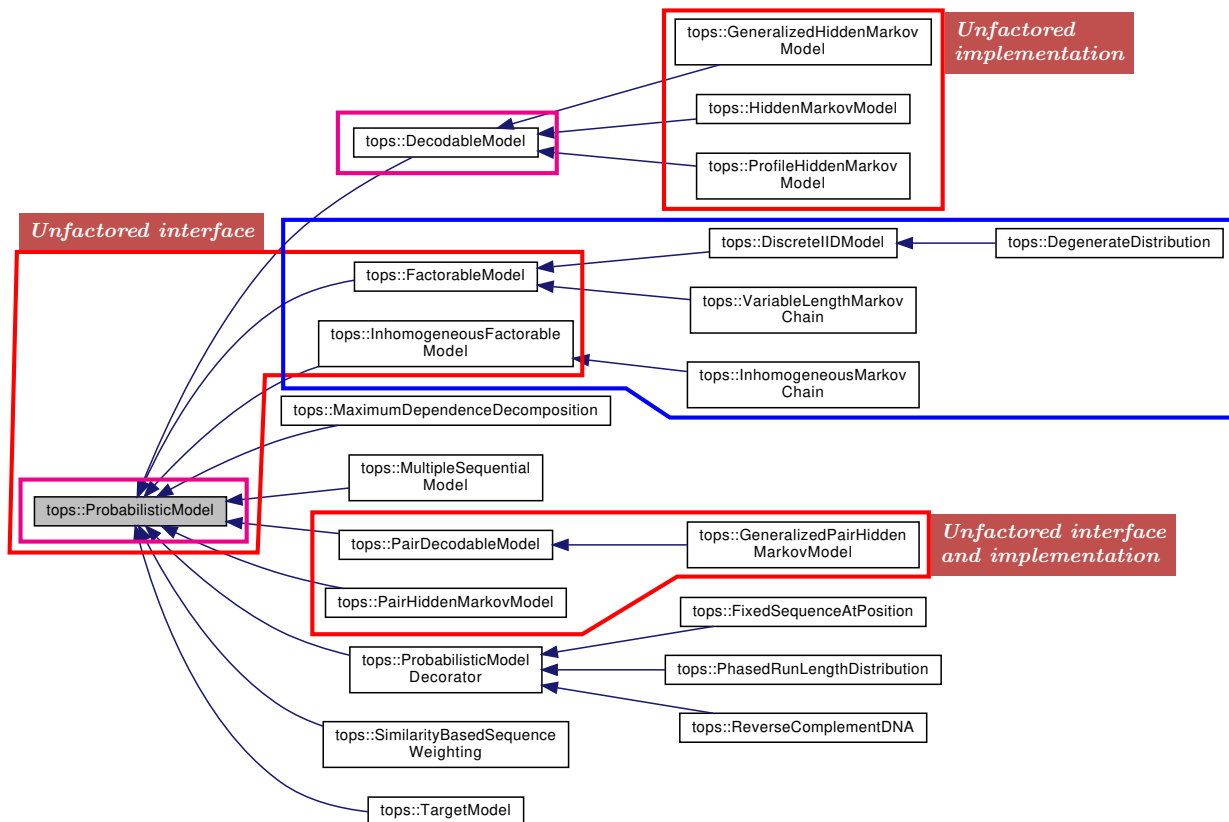 tops::GeneralizedHiddenMarkov
Model
Unfactored
implementation
tops::HiddenMarkovModel
tops::DecodableModel
tops::ProfileHiddenMarkov
Model
Unfactored interface
tops::DiscreteIIDModel
tops::DegenerateDistribution
tops::FactorableModel
tops::VariableLengthMarkov
Chain
tops::InhomogeneousFactorable
Model
tops::InhomogeneousMarkov
Chain
tops::MaximumDependenceDecomposition
tops::MultipleSequential
Model
tops::ProbabilisticModel
tops::PairDecodableModel
tops::GeneralizedPairHidden
MarkovModel
Unfactored interface
and implementation
tops::PairHiddenMarkovModel
tops::FixedSequenceAtPosition
tops::ProbabilisticModel
Decorator
tops::PhasedRunLengthDistribution
tops::ReverseComplementDNA
tops::SimilarityBasedSequence
Weighting
tops::TargetModel